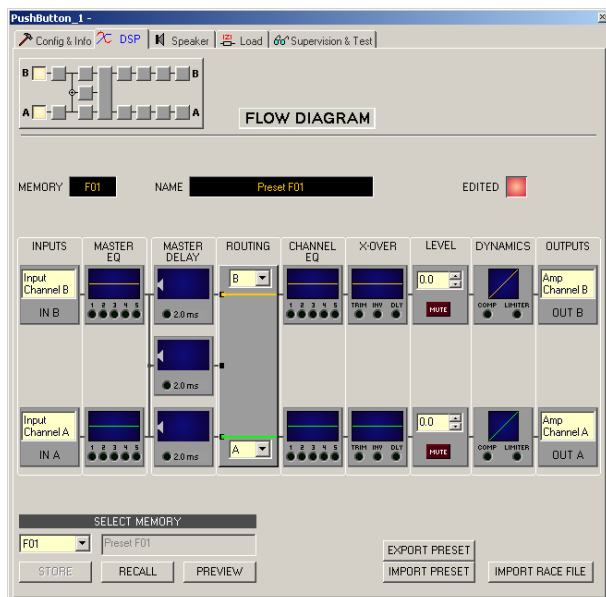 PushButton_1 -
Config & Info DSP Speaker Load Supervision & Test
B B
A A
FLOW DIAGRAM
MEMORY F01 NAME Preset F01 EDITED
INPUTS MASTER EQ MASTER DELAY ROUTING CHANNEL EQ X-OVER LEVEL DYNAMICS OUTPUTS
Input Channel B B 0.0 Amp Channel B
1 2 3 4 5 1 2 3 4 5 TRIM INV DLY MUTE COMP LIMITER
IN B 2.0 ms OUT B
2.0 ms
Input Channel A 0.0 Amp Channel A
1 2 3 4 5 A 1 2 3 4 5 TRIM INV DLY MUTE COMP LIMITER
IN A 2.0 ms OUT A
SELECT MEMORY
F01 Preset F01
EXPORT PRESET
STORE RECALL PREVIEW IMPORT PRESET IMPORT RACE FILE